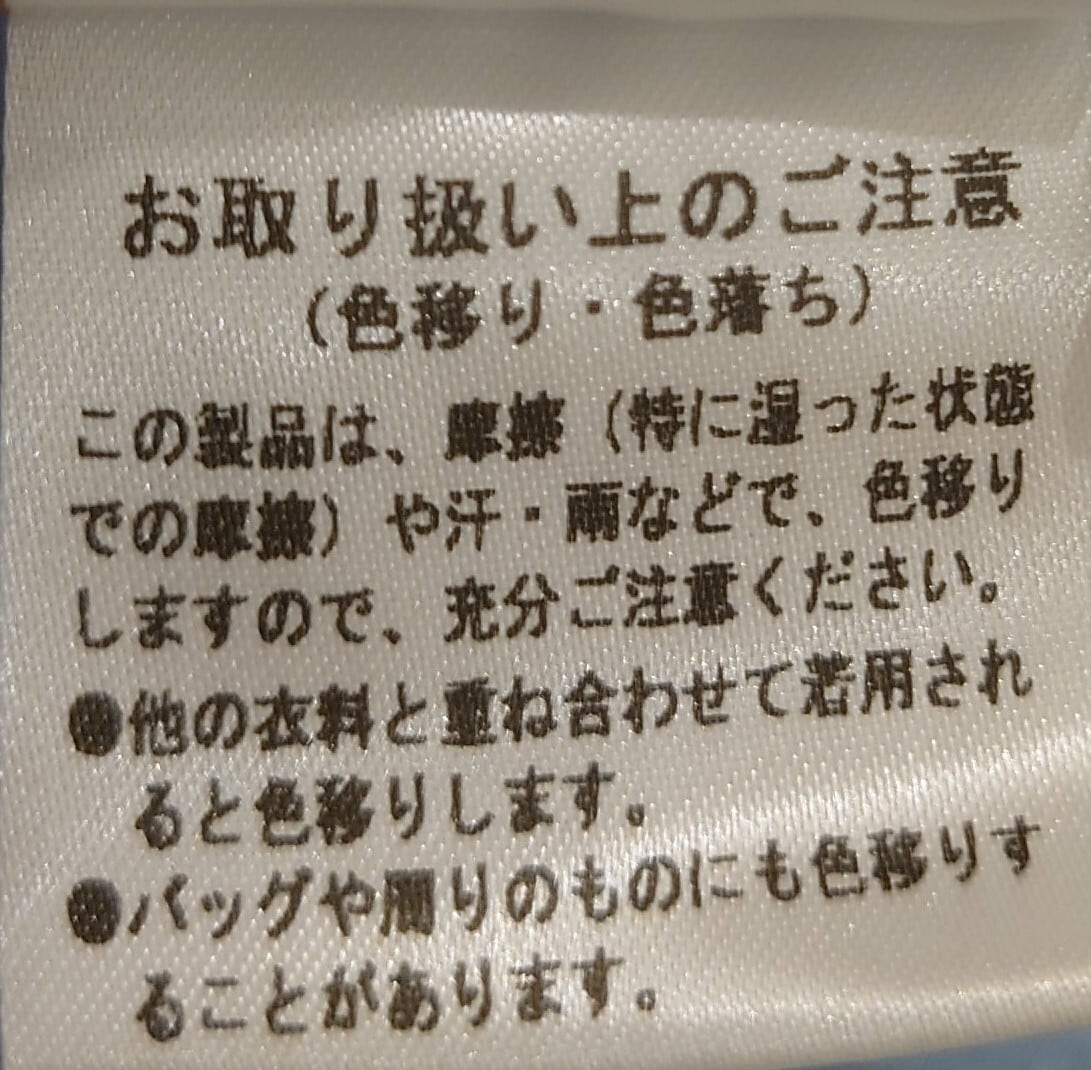 お取り扱い上のご注意
（色移り・色落ち）
この製品は、摩擦（特に湿った状態
での摩擦）や汗・雨などで、色移り
しますので、充分ご注意ください。
●他の衣料と重ね合わせて着用され
ると色移りします。
●バッグや周りのものにも色移りす
ることがあります。